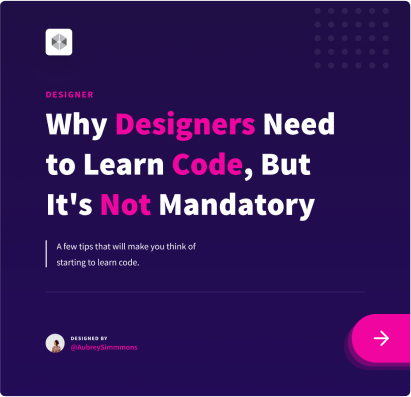 DESIGNER
Why Designers Need
to Learn Code, But
It's Not Mandatory
A few tips that will make you think of
starting to learn code.
DESIGNED BY
@AubreySimmmons